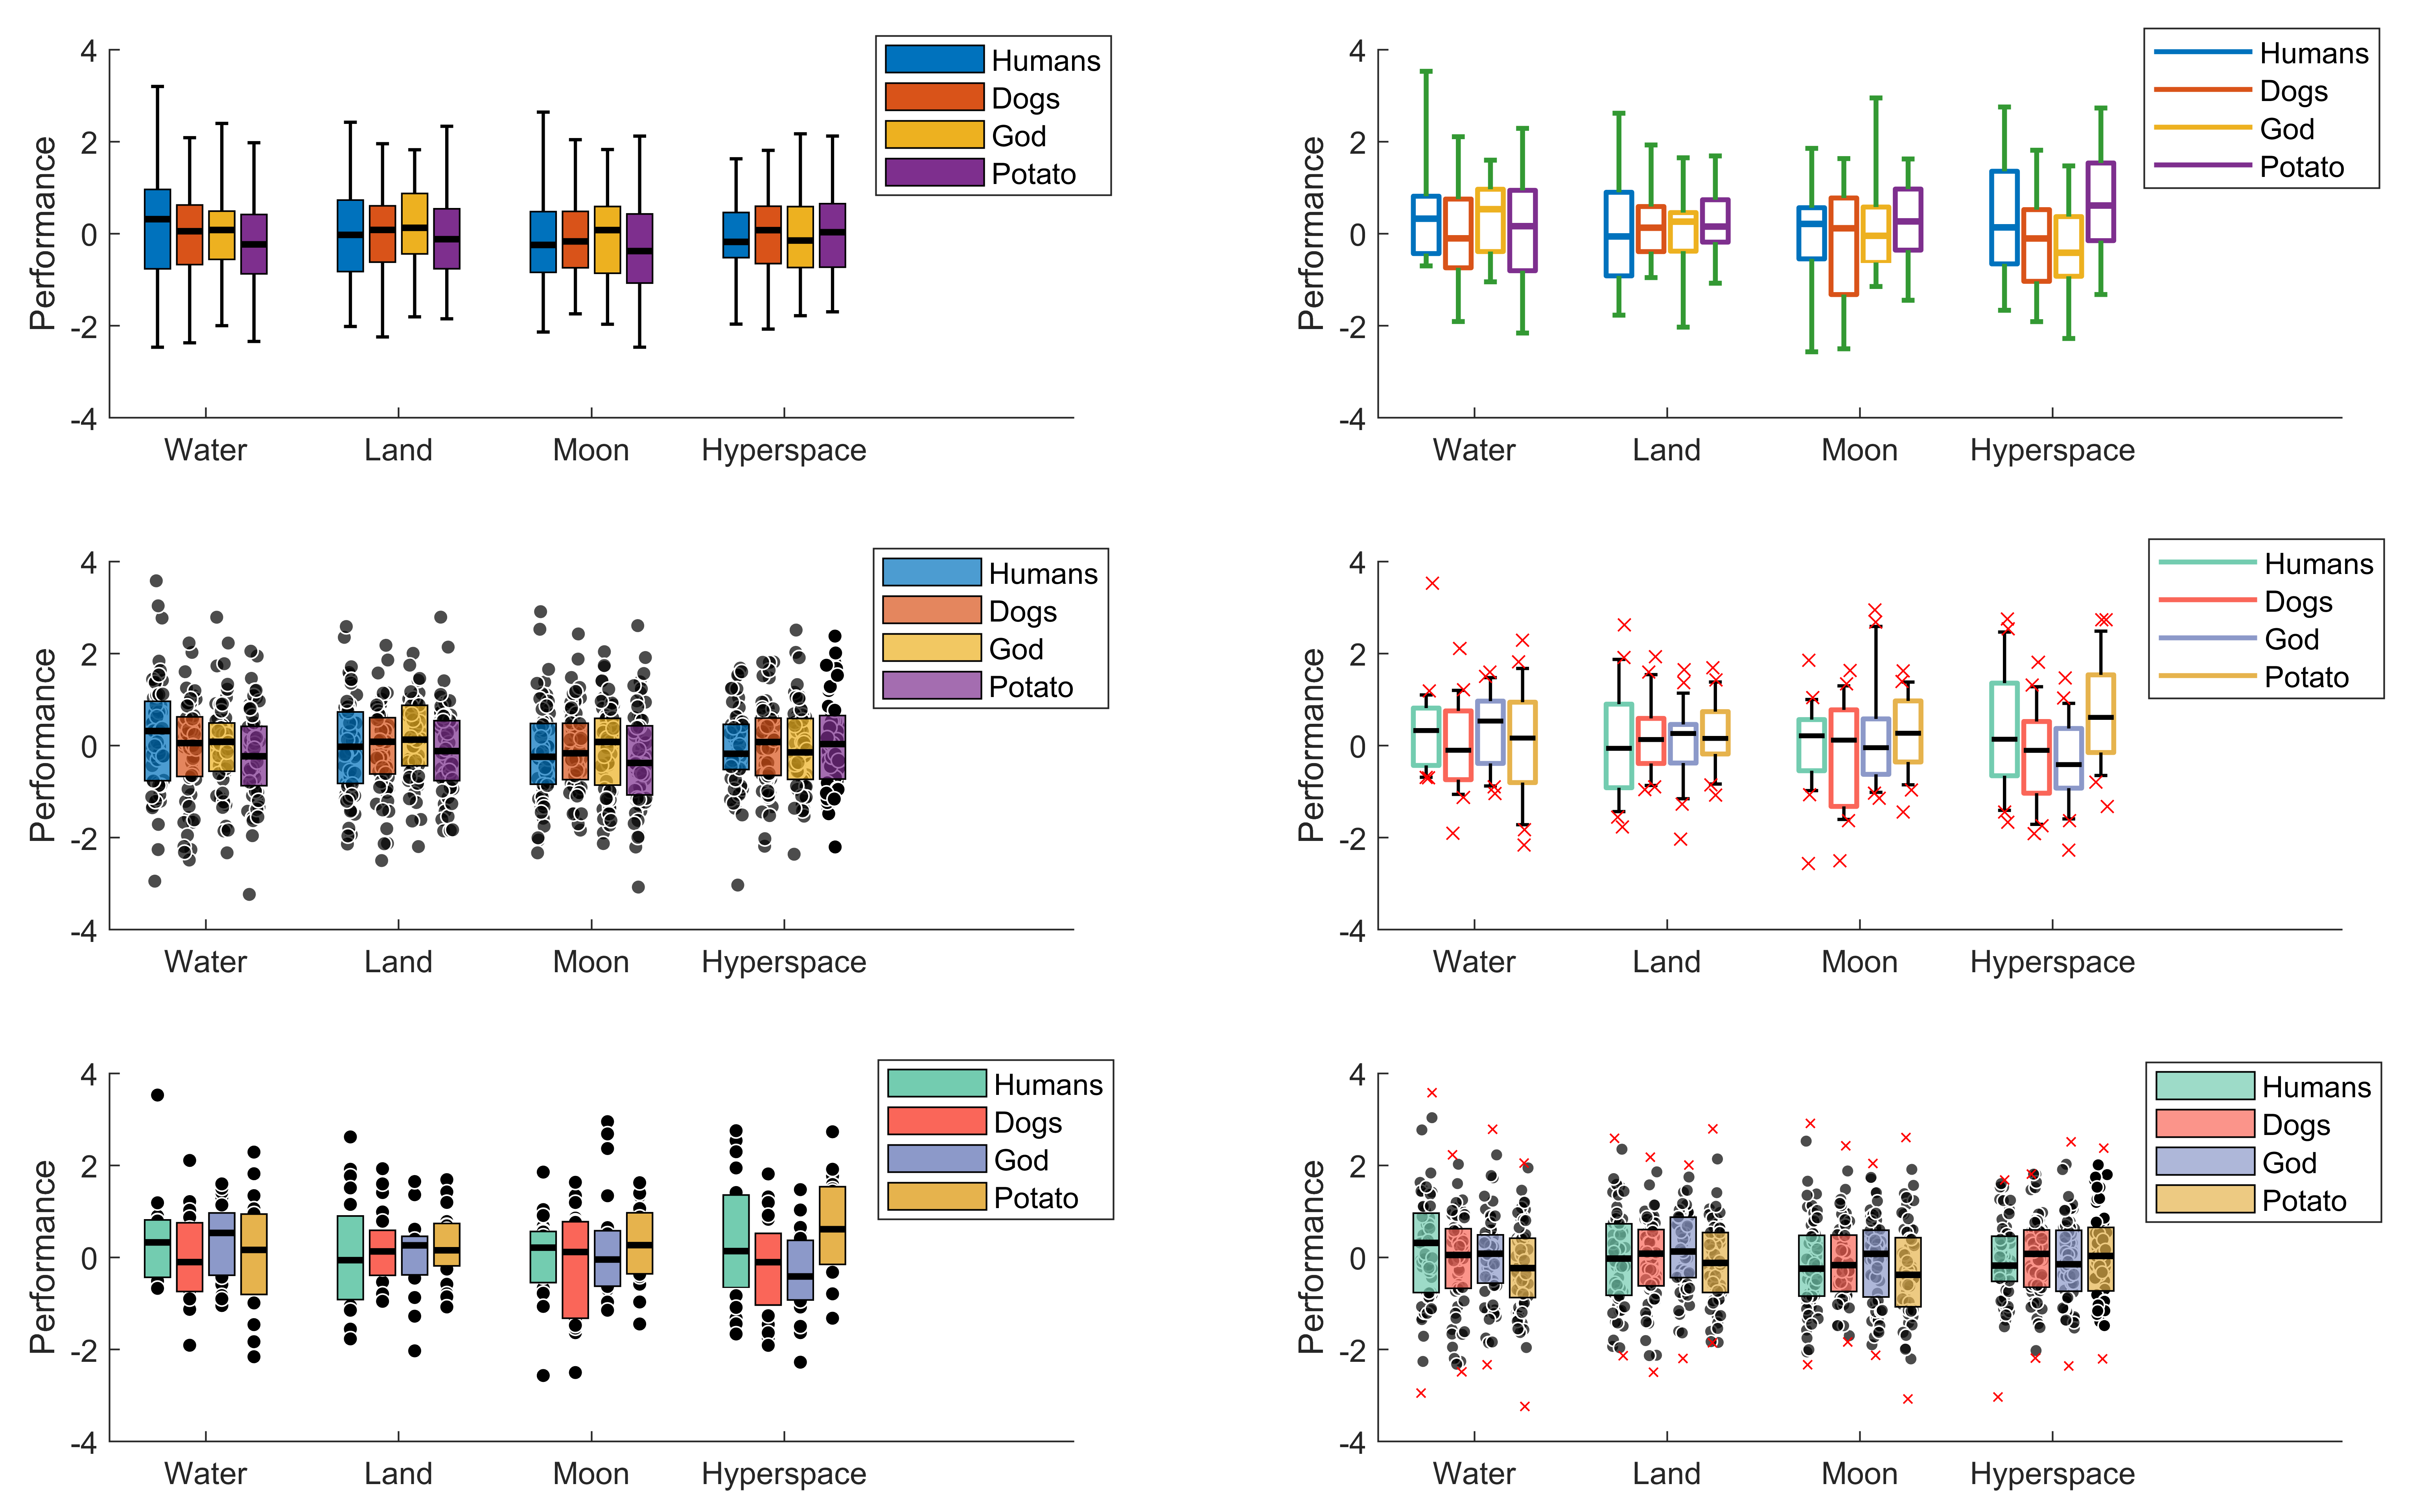 Performance
4
2
0
-2
-4
Water
Land
Moon
Hyperspace
Humans
Dogs
God
Potato
Performance
4
2
0
-2
-4
Water
Land
Moon
Hyperspace
Humans
Dogs
God
Potato
Performance
4
2
0
-2
-4
Water
Land
Moon
Hyperspace
Humans
Dogs
God
Potato
Performance
4
2
0
-2
-4
Water
Land
Moon
Hyperspace
Humans
Dogs
God
Potato
Performance
4
2
0
-2
-4
Water
Land
Moon
Hyperspace
Humans
Dogs
God
Potato
Performance
4
2
0
-2
-4
Water
Land
Moon
Hyperspace
Humans
Dogs
God
Potato